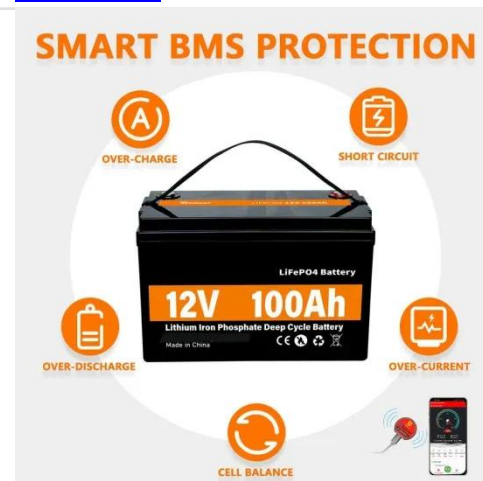 SMART BMS PROTECTION
OVER-CHARGE
SHORT CIRCUIT
LiFePO4 Battery
12V 100Ah
Lithium Iron Phosphate Deep Cycle Battery
Made in China
CE
OVER-DISCHARGE
OVER-CURRENT
CELL BALANCE